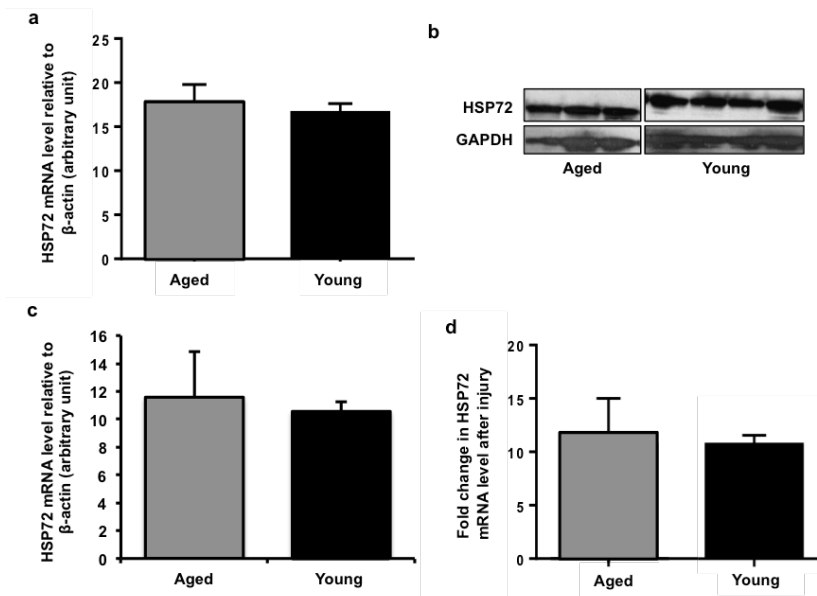 a
HSP72 mRNA level relative to
β-actin (arbitrary unit)
25
20
15
10
5
0
Aged
Young
b
HSP72
GAPDH
Aged
Young
c
HSP72 mRNA level relative to
β-actin (arbitrary unit)
16
14
12
10
8
6
4
2
0
Aged
Young
d
Fold change in HSP72
mRNA level after injury
20
15
10
5
0
Aged
Young